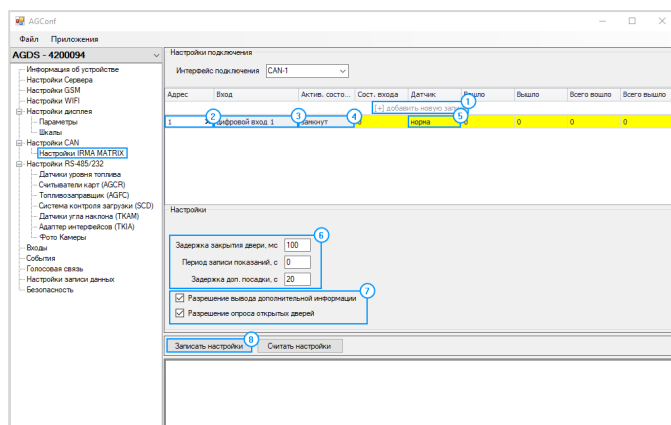 AGConf
Файл Приложения
AGDS - 4200094
Информация об устройстве
Настройки Сервера
Настройки GSM
Настройки WIFI
Настройки дисплея
Параметры
Шкалы
Настройки CAN
Настройки IRMA MATRIX
Настройки RS-485/232
Датчики уровня топлива
Считыватели карт (AGCR)
Топливозаправщик (AGFC)
Система контроля загрузки (SCD)
Датчики угла наклона (TKAM)
Адаптер интерфейсов (TKIA)
Фото Камеры
Входы
События
Голосовая связь
Настройки записи данных
Безопасность
Настройки подключения
Интерфейс подключения CAN-1
Адрес Вход Актив. состо... Сост. входа Датчик Вошло Вышло Всего вошло Всего вышло
[+] добавить новую 1
1 2 цифровой вход 1 3 замкнут 4 0 норма 5 0 0 0 0
Настройки
6
Задержка закрытия двери, мс 100
Период записи показаний, с 0
Задержка доп. посадки, с 20
7
Разрешение вывода дополнительной информации
Разрешение опроса открытых дверей
Записать настройки 8 Считать настройки